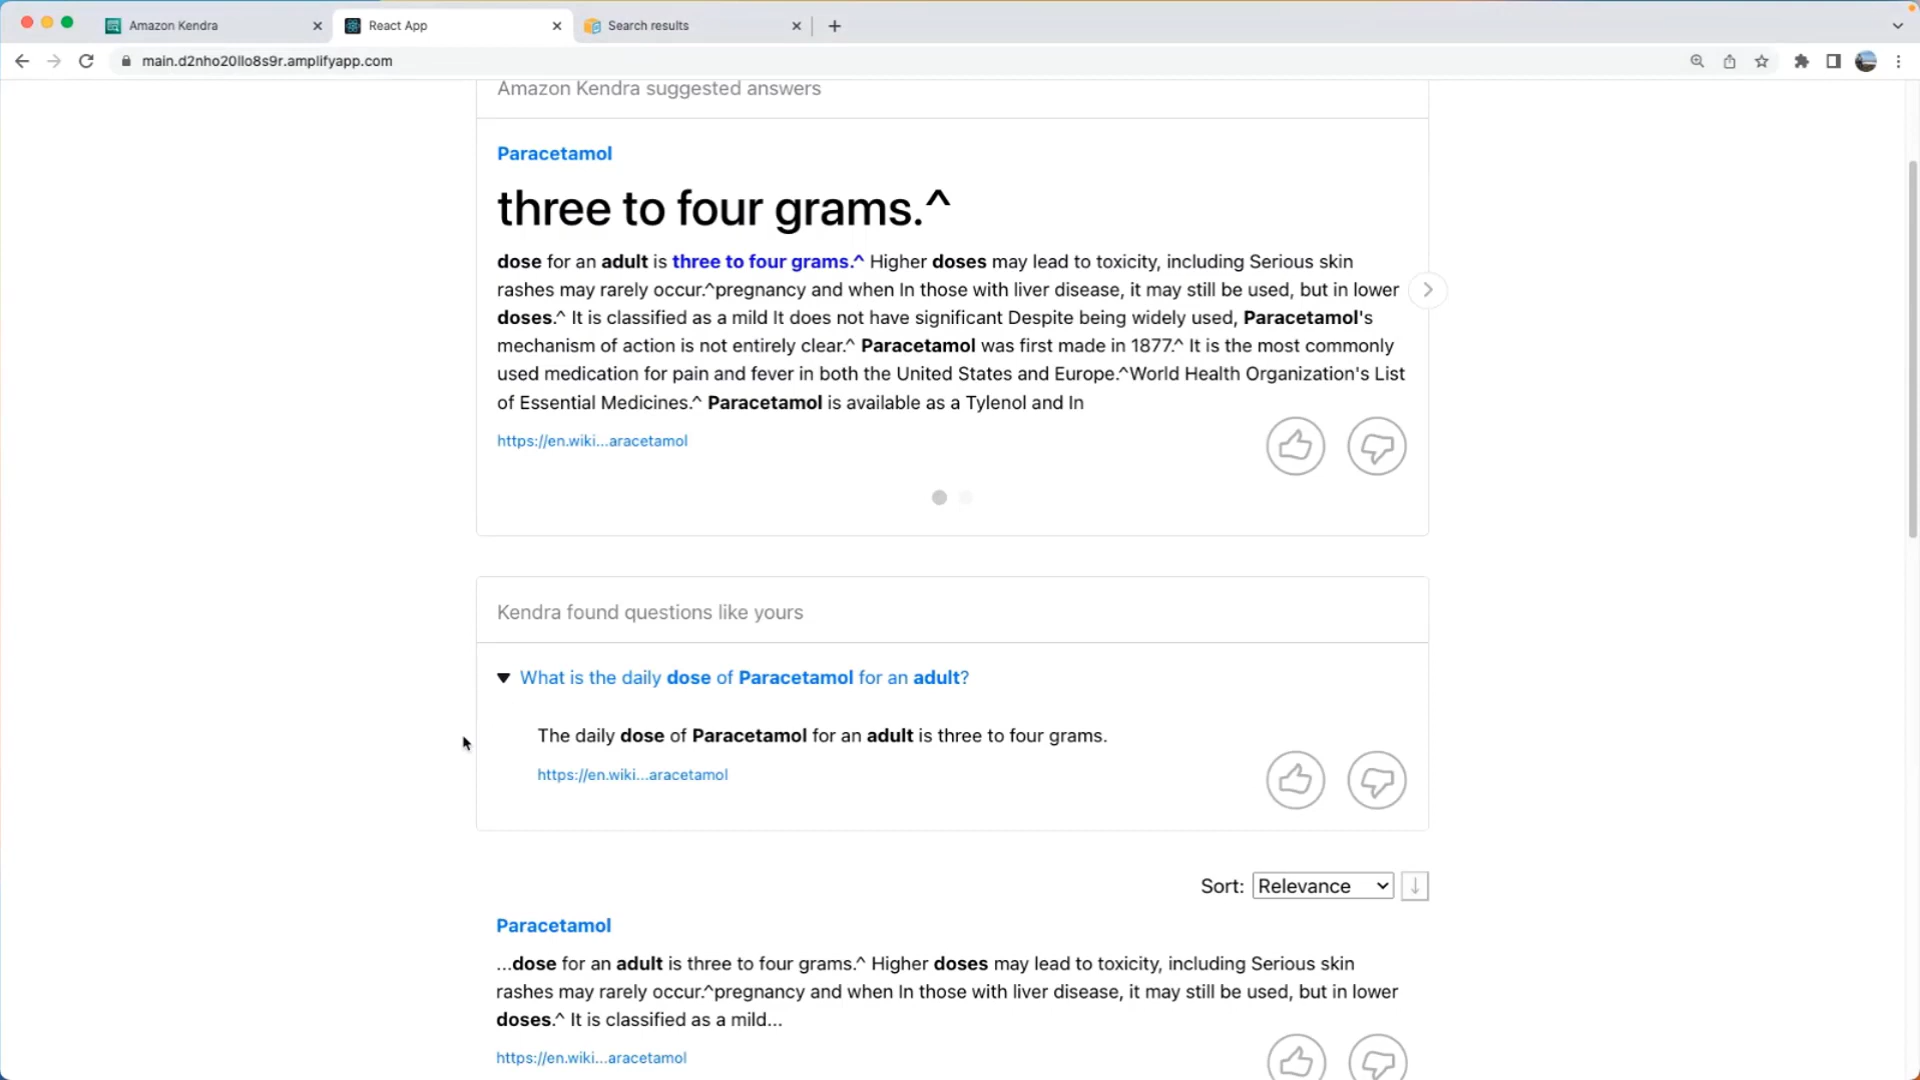 Amazon Kendra
React App
Search results
main.d2nho20llo8s9r.amplifyapp.com
Amazon Kendra suggested answers
Paracetamol
three to four grams.^
dose for an adult is three to four grams.^ Higher doses may lead to toxicity, including Serious skin
rashes may rarely occur.^pregnancy and when In those with liver disease, it may still be used, but in lower
doses.^ It is classified as a mild It does not have significant Despite being widely used, Paracetamol's
mechanism of action is not entirely clear.^ Paracetamol was first made in 1877.^ It is the most commonly
used medication for pain and fever in both the United States and Europe.^World Health Organization's List
of Essential Medicines.^ Paracetamol is available as a Tylenol and In
https://en.wiki...aracetamol
Kendra found questions like yours
What is the daily dose of Paracetamol for an adult?
The daily dose of Paracetamol for an adult is three to four grams.
https://en.wiki...aracetamol
Sort: Relevance
Paracetamol
...dose for an adult is three to four grams.^ Higher doses may lead to toxicity, including Serious skin
rashes may rarely occur.^pregnancy and when In those with liver disease, it may still be used, but in lower
doses.^ It is classified as a mild...
https://en.wiki...aracetamol